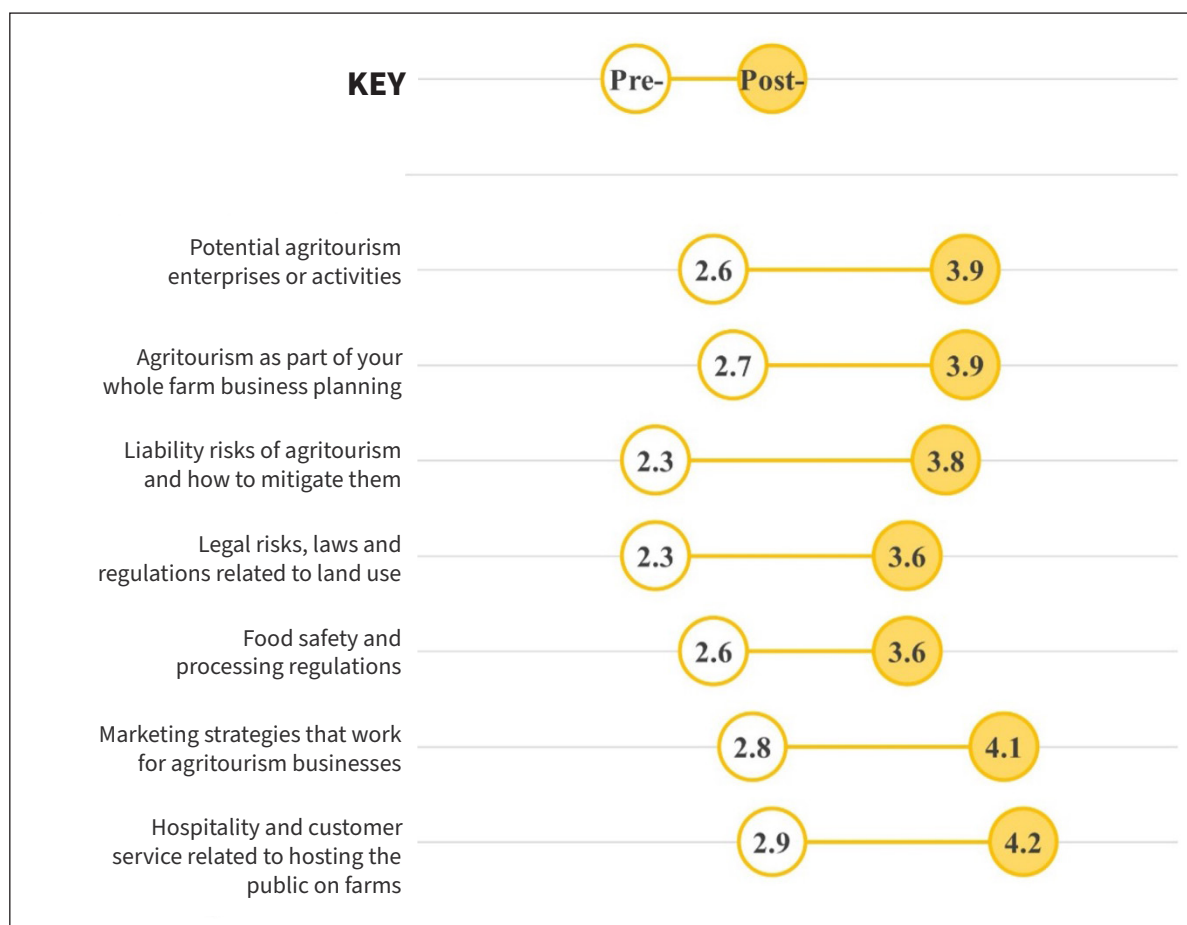 KEY
Pre-
Post-
Potential agritourism
enterprises or activities
2.6
3.9
Agritourism as part of your
whole farm business planning
2.7
3.9
Liability risks of agritourism
and how to mitigate them
2.3
3.8
Legal risks, laws and
regulations related to land use
2.3
3.6
Food safety and
processing regulations
2.6
3.6
Marketing strategies that work
for agritourism businesses
2.8
4.1
Hospitality and customer
service related to hosting the
public on farms
2.9
4.2